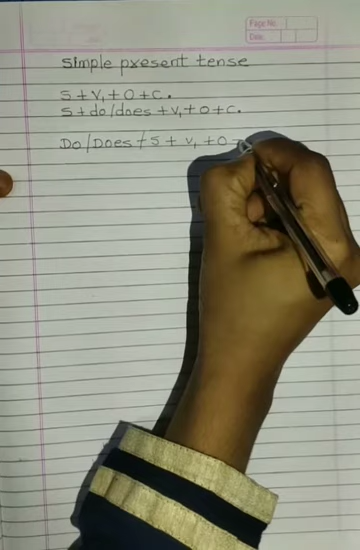 Page No.
Date.
Simple present tense
S + V₁ + O + C.
S + do/does + V₁ + O + C.
Do/Does + S + V₁ + O +